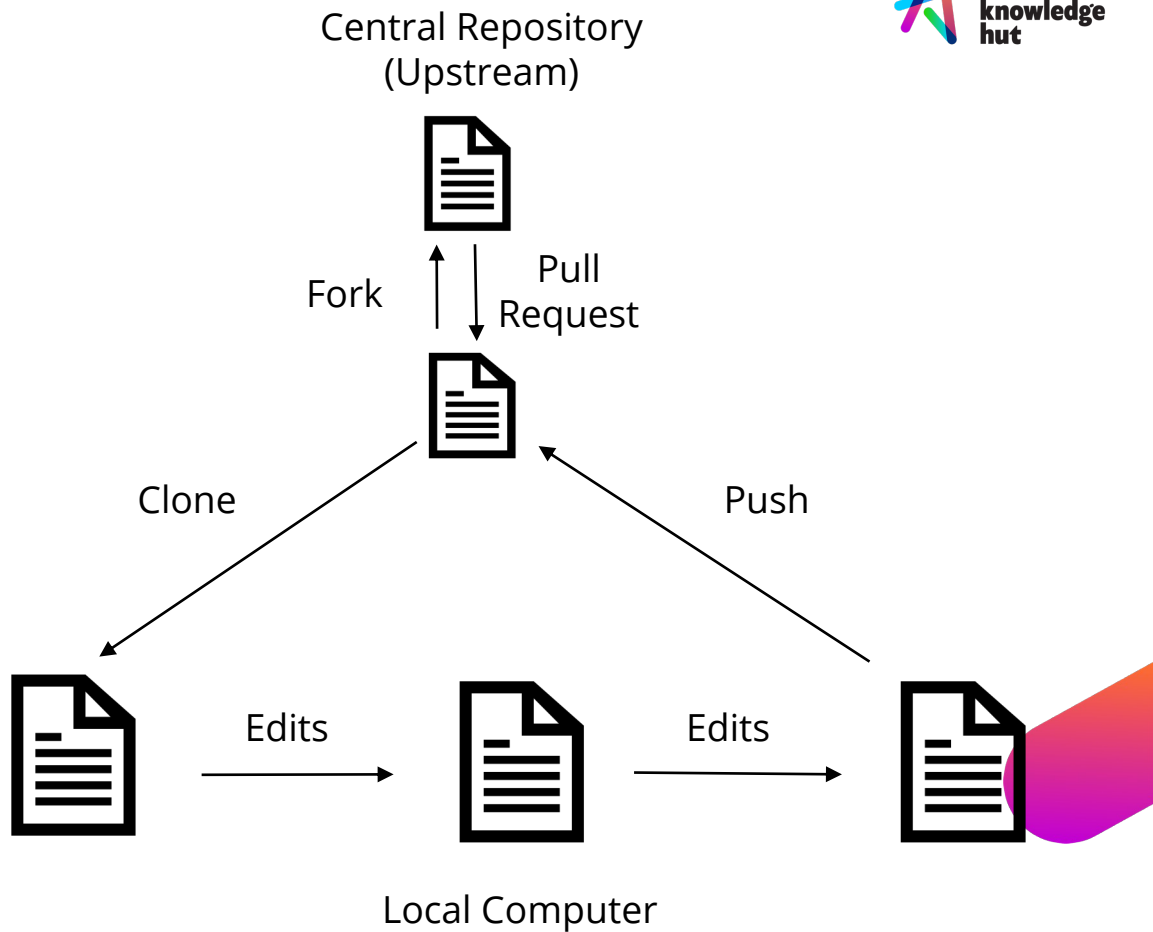 knowledge
hut
Central Repository
(Upstream)
Fork
Pull
Request
Clone
Push
Edits
Edits
Local Computer